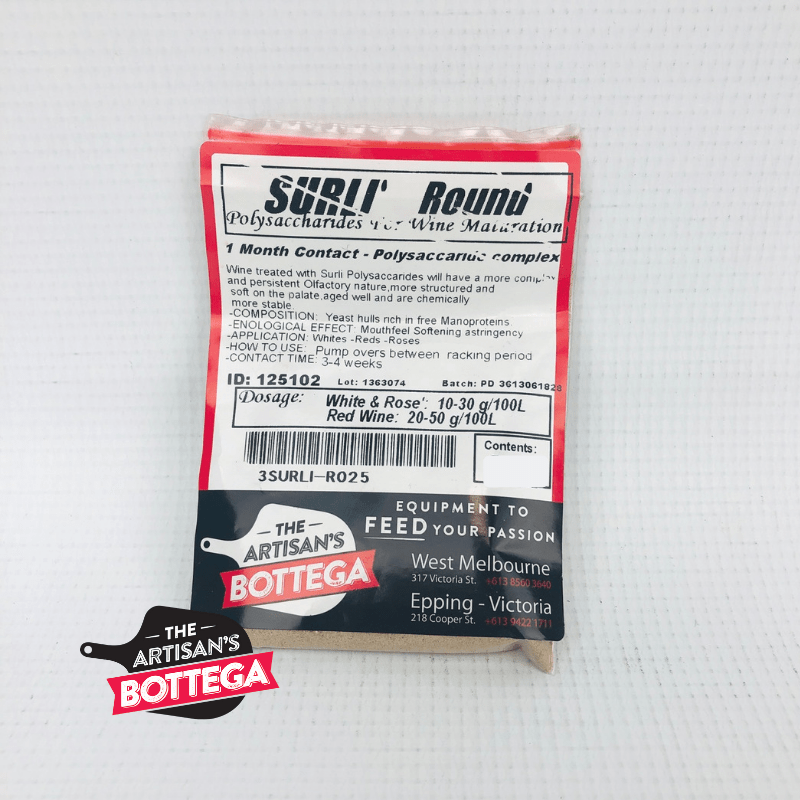 SURLI' Round
Polysaccharides For Wine Maturation
1 Month Contact - Polysaccaride complex
Wine treated with Surli Polysaccarides will have a more complex
and persistent Olfactory nature,more structured and
soft on the palate,aged well and are chemically
more stable
-COMPOSITION: Yeast hulls rich in free Manoproteins.
-ENOLOGICAL EFFECT: Mouthfeel Softening astringency
-APPLICATION: Whites -Reds -Roses
-HOW TO USE: Pump overs between racking period
-CONTACT TIME: 3-4 weeks
ID: 125102 Lot: 1363074 Batch: PD 3613061828
Dosage: White & Rose': 10-30 g/100L
Red Wine: 20-50 g/100L
Contents:
3SURLI-RO25
EQUIPMENT TO
FEED YOUR PASSION
THE
ARTISAN'S
BOTTEGA
West Melbourne
317 Victoria St. +613 8560 3640
Epping - Victoria
218 Cooper St. +613 9422 1711
THE
ARTISAN'S
BOTTEGA